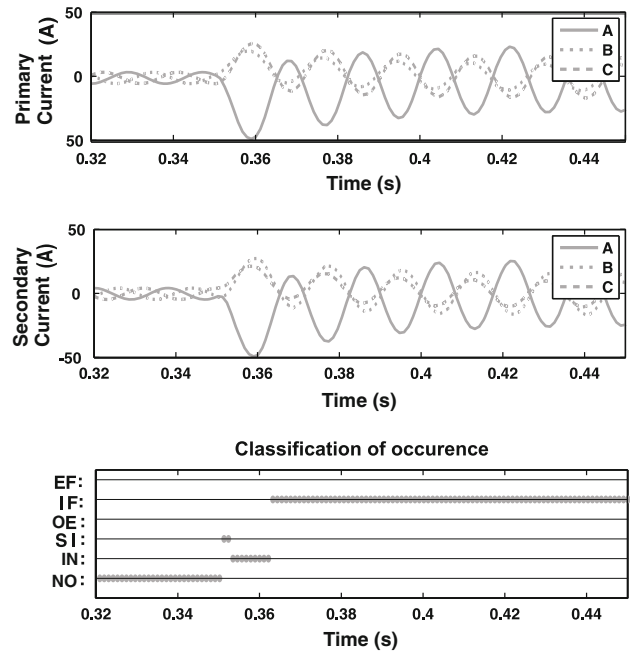 50
0
50
Primary
Current (A)
A
B
C
0.32 0.34 0.36 0.38 0.4 0.42 0.44
Time (s)
50
0
-50
Secondary
Current (A)
A
B
C
0.32 0.34 0.36 0.38 0.4 0.42 0.44
Time (s)
Classification of occurence
EF:
IF:
OE:
SI:
IN:
NO:
0.32 0.34 0.36 0.38 0.4 0.42 0.44
Time (s)